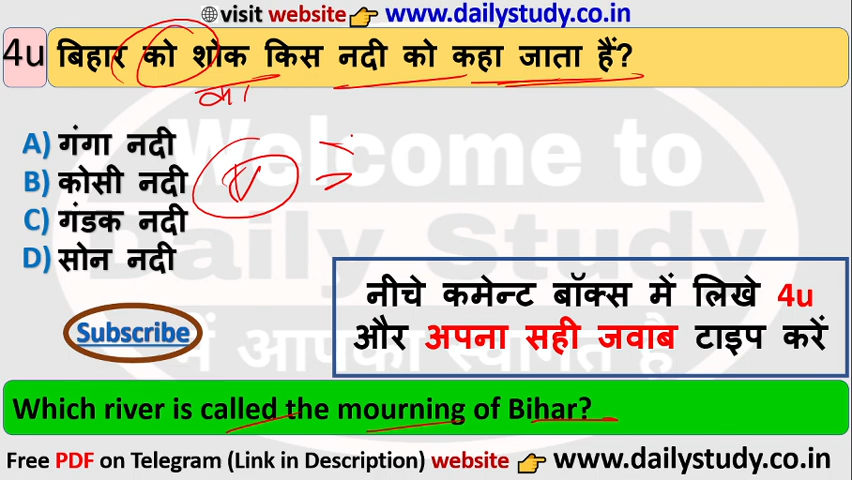 visit website 👉 www.dailystudy.co.in
4u बिहार को शोक किस नदी को कहा जाता हैं?
का
A) गंगा नदी
B) कोसी नदी
C) गंडक नदी
D) सोन नदी
Welcome to
Daily Study
में आपका स्वागत है
नीचे कमेन्ट बॉक्स में लिखे 4u
और अपना सही जवाब टाइप करें
Subscribe
Which river is called the mourning of Bihar?
Free PDF on Telegram (Link in Description) website 👉 www.dailystudy.co.in